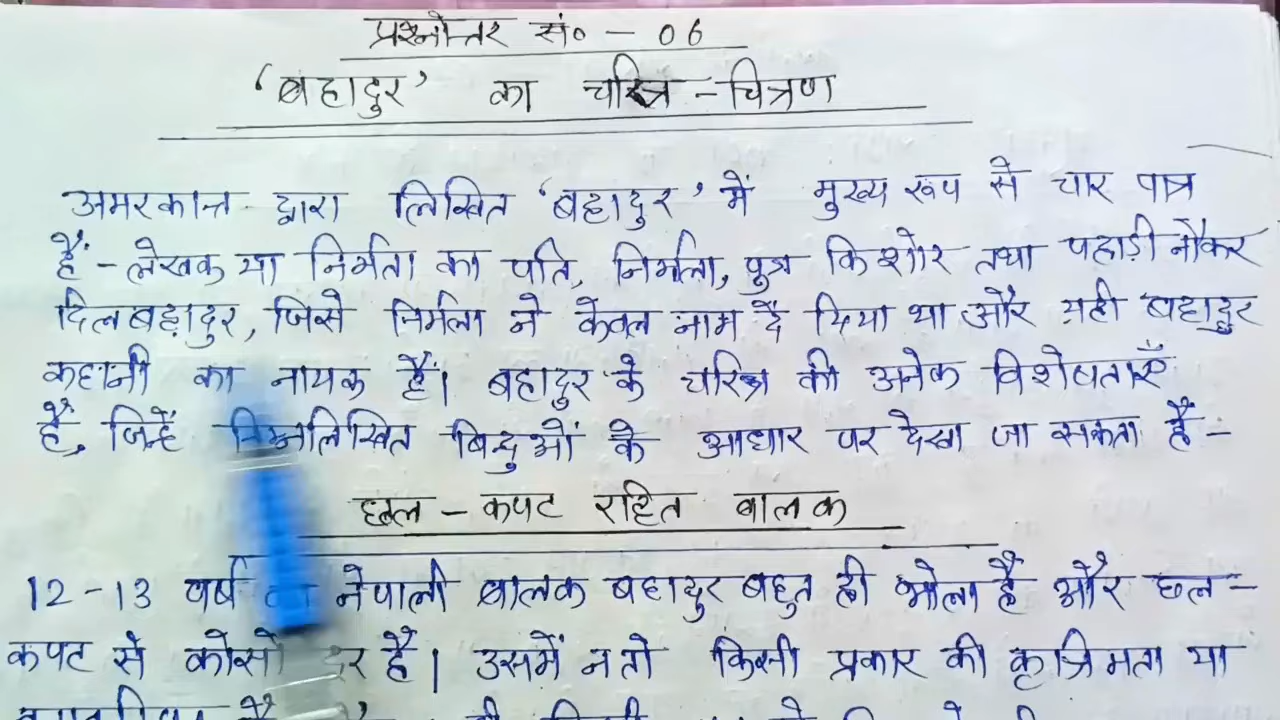 प्रश्नोत्तर सं० - 06
'बहादुर' का चरित्र - चित्रण
अमरकान्त द्वारा लिखित 'बहादुर' में मुख्य रूप से चार पात्र
हैं - लेखक या निर्मला का पति, निर्मला, पुत्र किशोर तथा पहाड़ी नौकर
दिलबहादुर, जिसे निर्मला ने केवल नाम दे दिया था और यही बहादुर
कहानी का नायक है। बहादुर के चरित्र की अनेक विशेषताएँ
हैं, जिन्हें निम्नलिखित बिन्दुओं के आधार पर देखा जा सकता है -
छल - कपट रहित बालक
12-13 वर्ष का नेपाली बालक बहादुर बहुत ही भोला है और छल -
कपट से कोसों दूर है। उसमें न तो किसी प्रकार की कृत्रिमता या